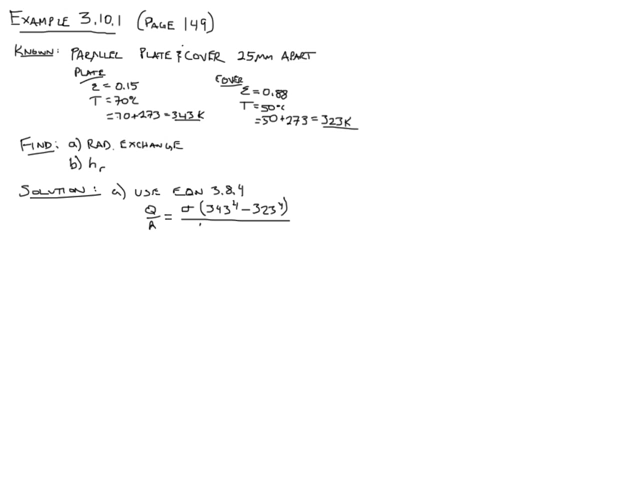 EXAMPLE 3.10.1 (PAGE 149)
KNOWN: PARALLEL PLATE & COVER 25MM APART
PLATE
ε = 0.15
T = 70°C
= 70+273 = 343 K
COVER
ε = 0.88
T = 50°C
= 50 + 273 = 323 K
FIND: a) RAD. EXCHANGE
b) hr
SOLUTION: a) USE EQN 3.8.4
Q/A = σ (343⁴ − 323⁴)